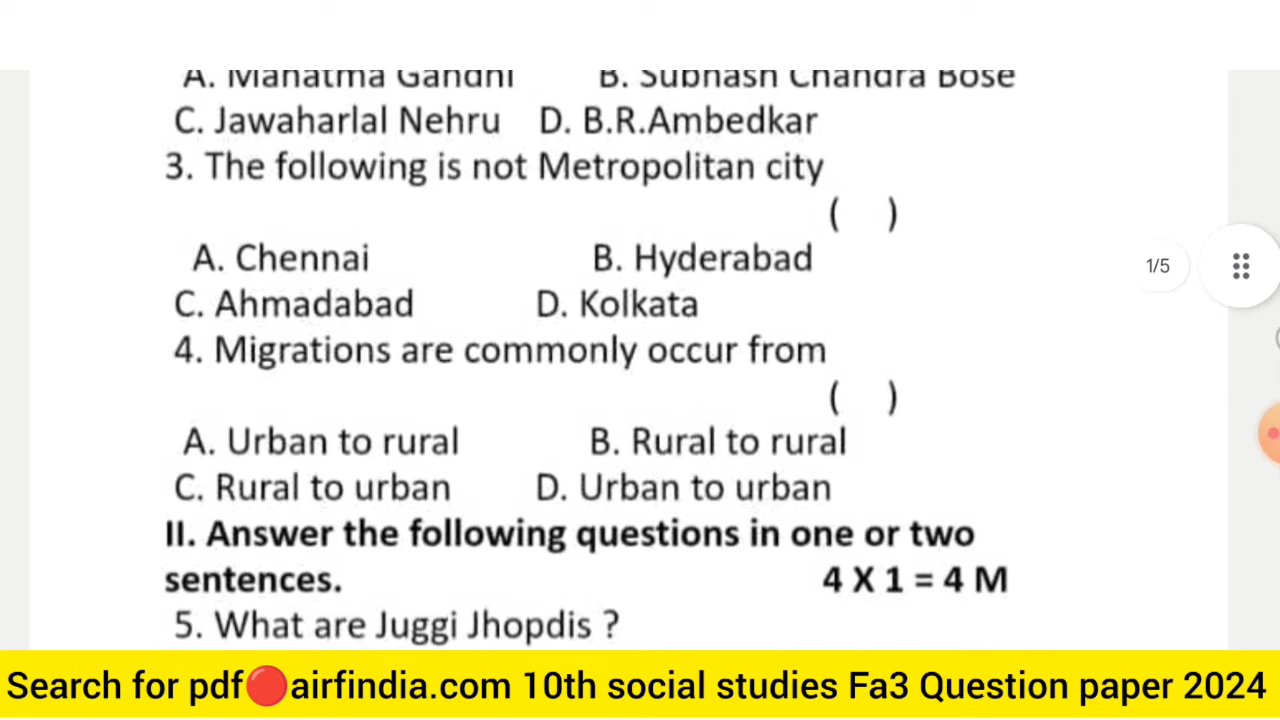 A. Mahatma Gandhi B. Subhash Chandra Bose
C. Jawaharlal Nehru D. B.R.Ambedkar
3. The following is not Metropolitan city
( )
A. Chennai B. Hyderabad
1/5
C. Ahmadabad D. Kolkata
4. Migrations are commonly occur from
( )
A. Urban to rural B. Rural to rural
C. Rural to urban D. Urban to urban
II. Answer the following questions in one or two
sentences. 4 X 1 = 4 M
5. What are Juggi Jhopdis ?
Search for pdf🔴airfindia.com 10th social studies Fa3 Question paper 2024